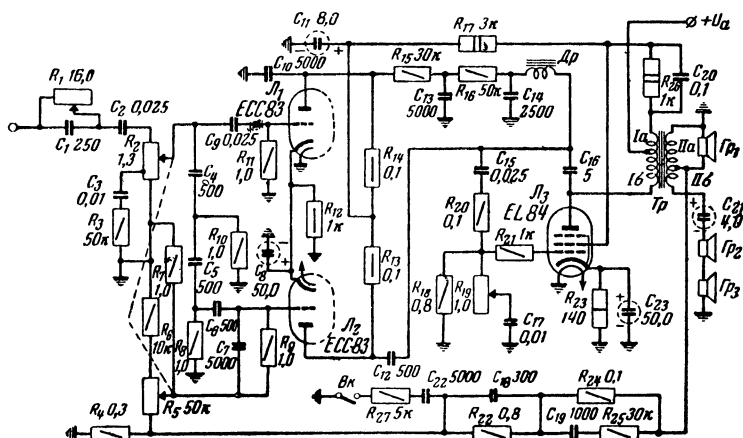 C11 8,0
R17 3к
+Ua
C10 5000
R15 30к
Др
Л1
ECC83
R16 50к
C13
5000
C14
2500
R26
1к
C20
0,1
R1 16,0
C2 0,025
C1 250
R2
1,3
C9 0,025
R11
1,0
C4
500
R14
0,1
C15
0,025
C16
5
Iа
Iб
IIа
IIб
Тр
Гр1
C3
0,01
R3
50к
R12
1к
R20
0,1
Л3
EL 84
C21
4,0
Гр2
Гр3
R7
1,0
R10
1,0
C5
500
C8
50,0
R13
0,1
R21 1к
R18
0,8
R19
1,0
R23
140
C23
50,0
R6
10к
R8
1,0
C6 500
C7
5000
R9
1,0
Л2
ECC-83
C17
0,01
C12 500
R5 50к
R4 0,3
Вк
R27 5к
C22 5000
C18 300
R24 0,1
R22 0,8
C19 1000
R25 30к